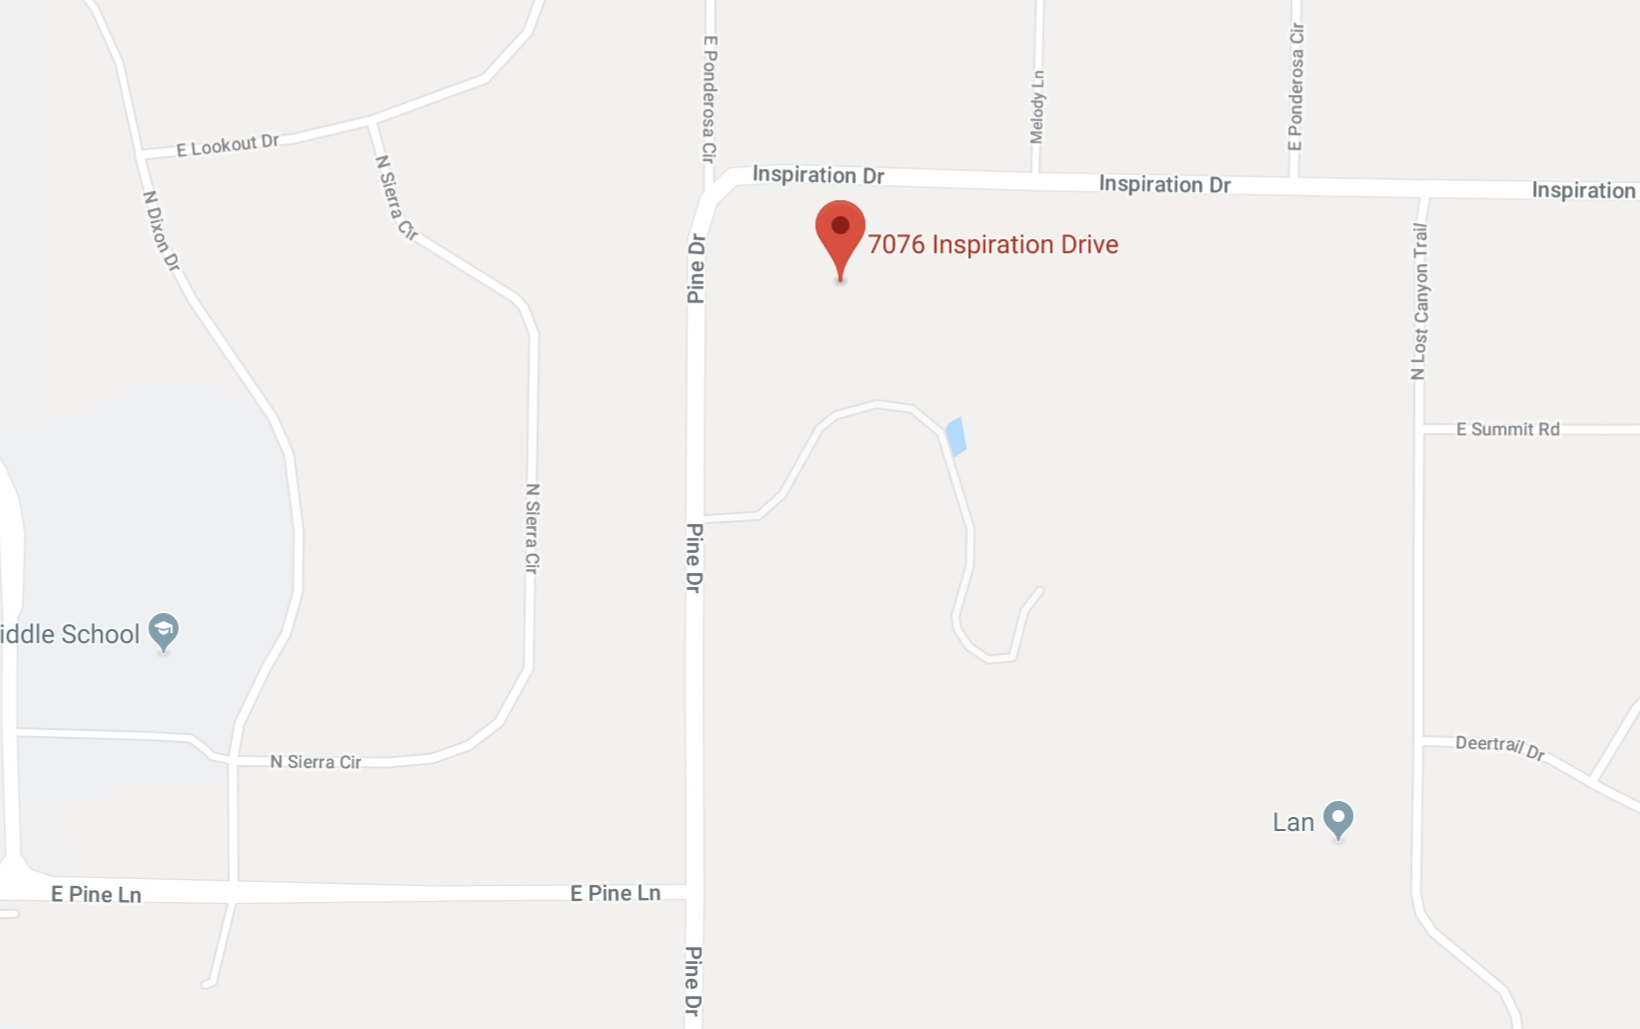 E Ponderosa Cir
Melody Ln
E Ponderosa Cir
E Lookout Dr
N Sierra Cir
Inspiration Dr
Inspiration Dr
Inspiration
N Dixon Dr
Pine Dr
7076 Inspiration Drive
N Lost Canyon Trail
E Summit Rd
N Sierra Cir
Pine Dr
iddle School
N Sierra Cir
Deertrail Dr
Lan
E Pine Ln
E Pine Ln
Pine Dr